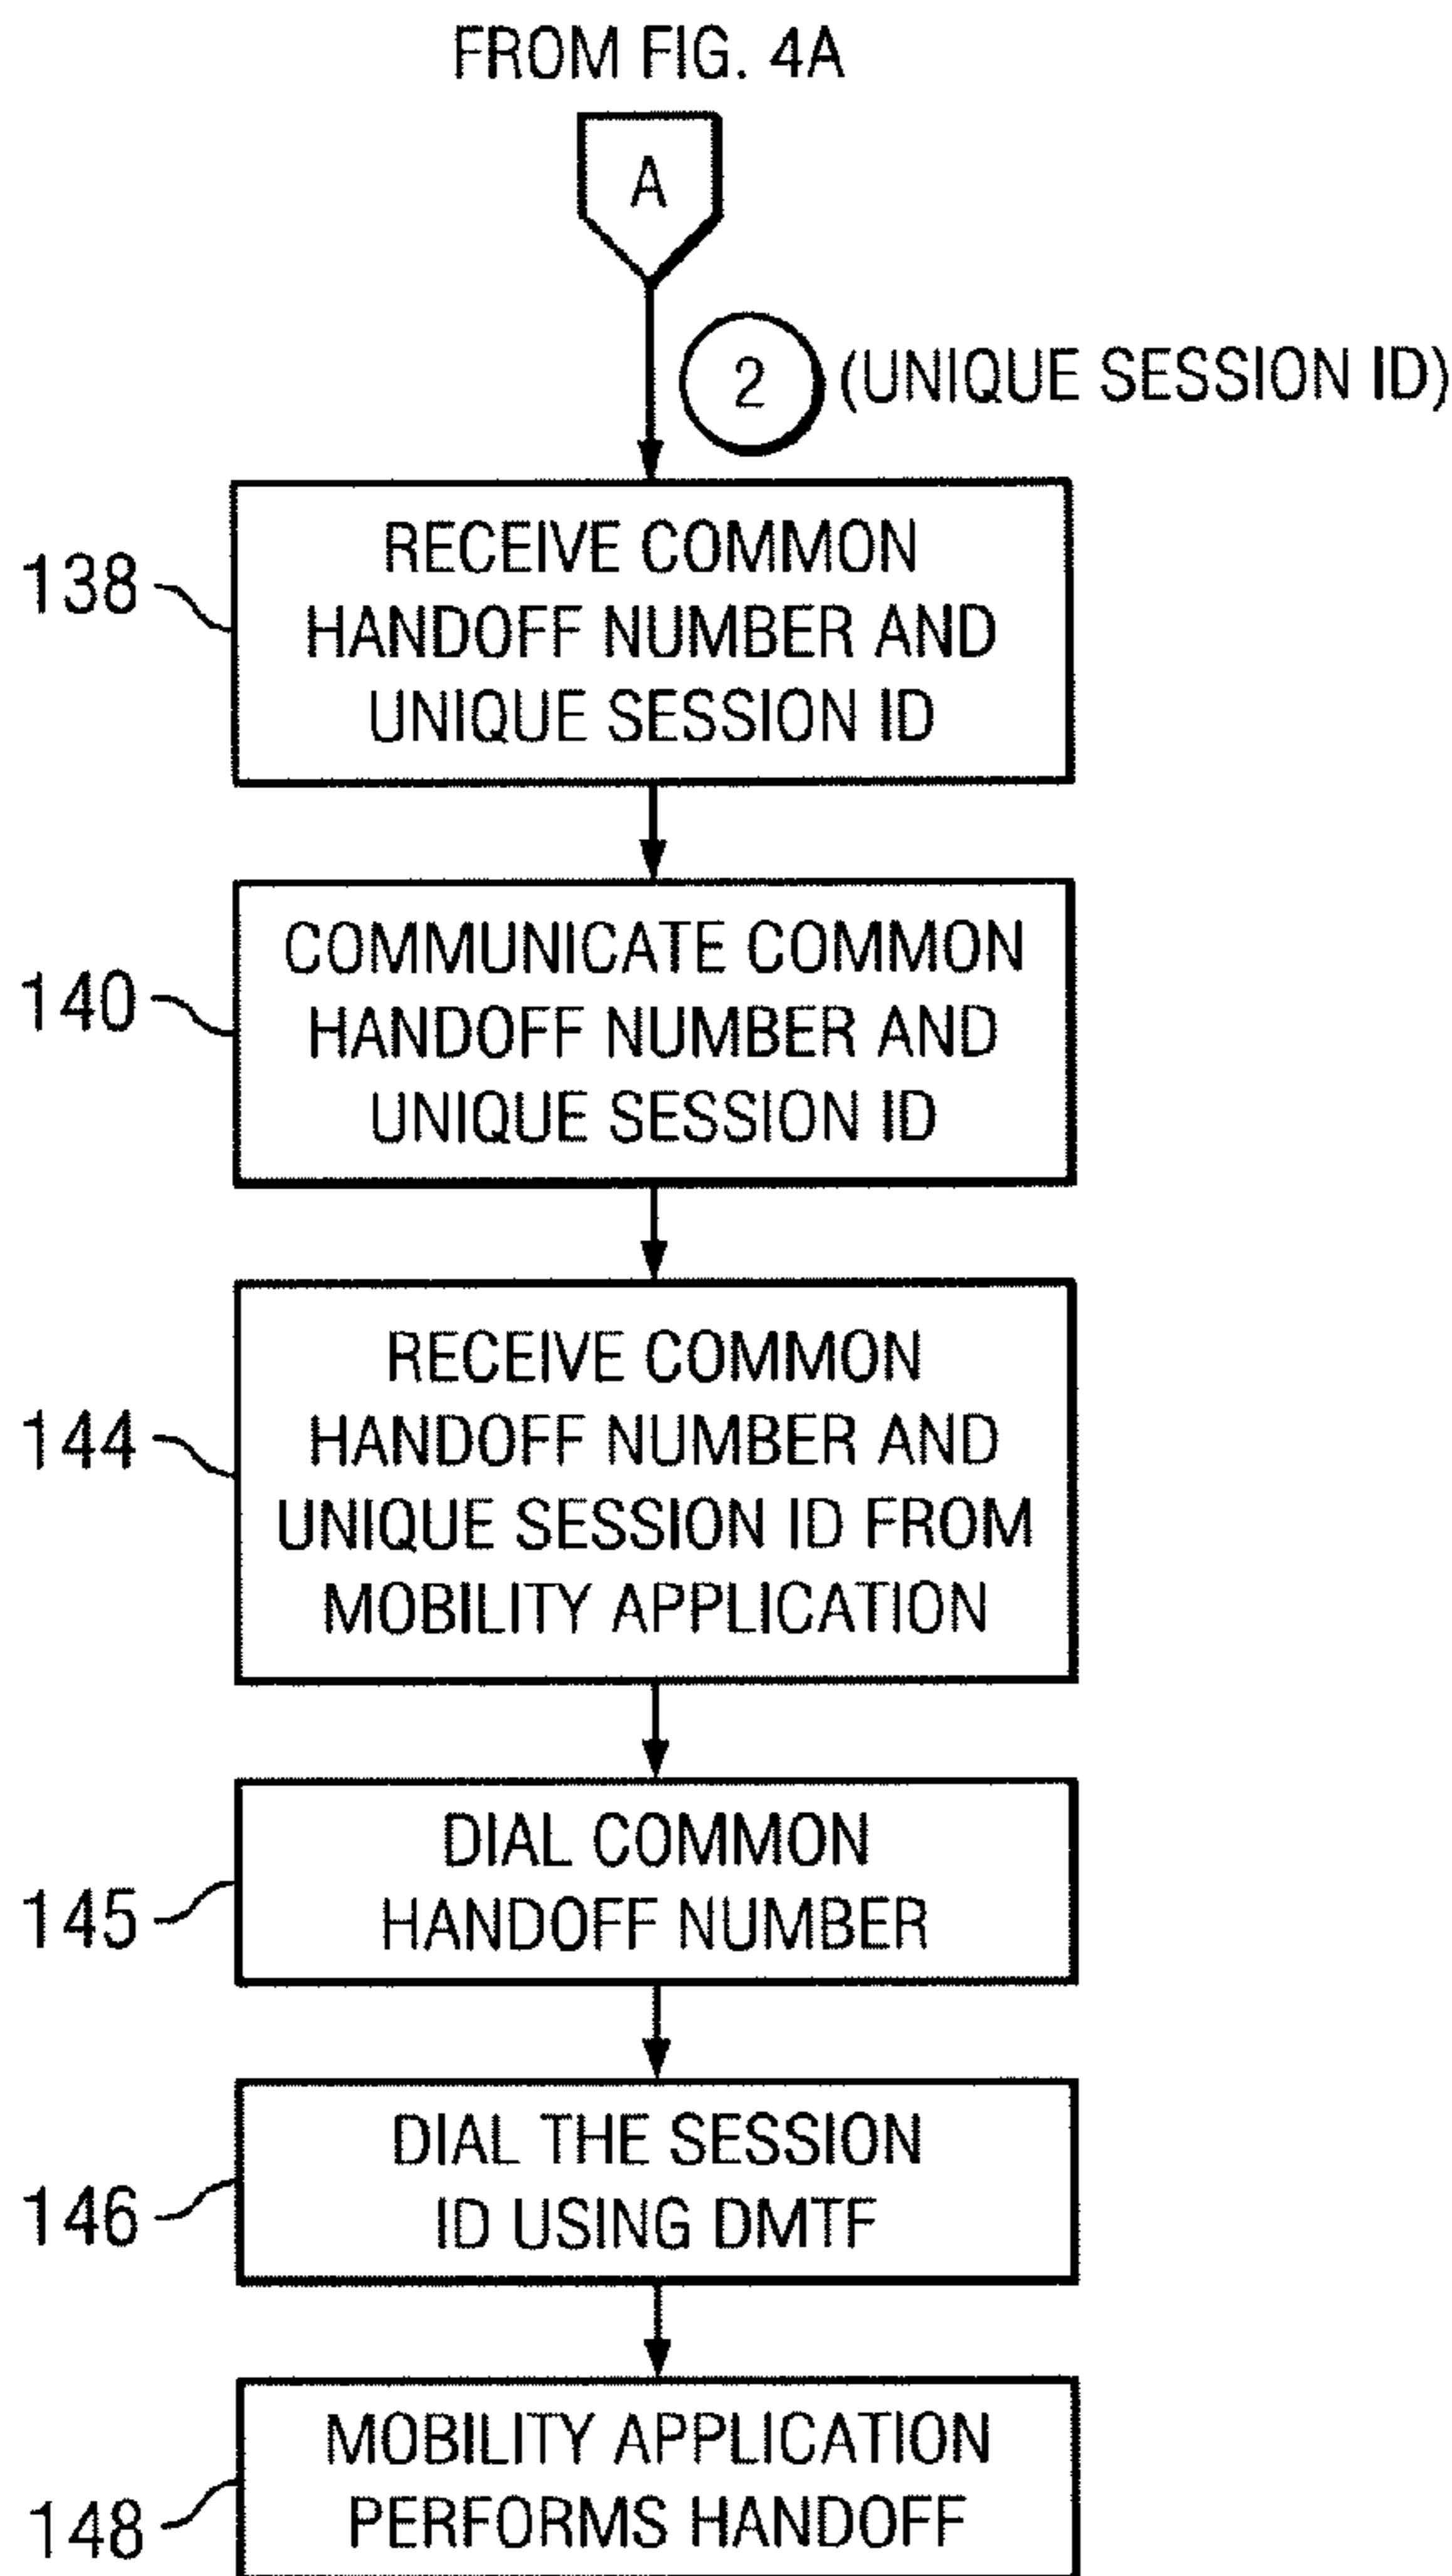 FROM FIG. 4A
A
2 (UNIQUE SESSION ID)
138
RECEIVE COMMON
HANDOFF NUMBER AND
UNIQUE SESSION ID
140
COMMUNICATE COMMON
HANDOFF NUMBER AND
UNIQUE SESSION ID
144
RECEIVE COMMON
HANDOFF NUMBER AND
UNIQUE SESSION ID FROM
MOBILITY APPLICATION
145
DIAL COMMON
HANDOFF NUMBER
146
DIAL THE SESSION
ID USING DMTF
148
MOBILITY APPLICATION
PERFORMS HANDOFF